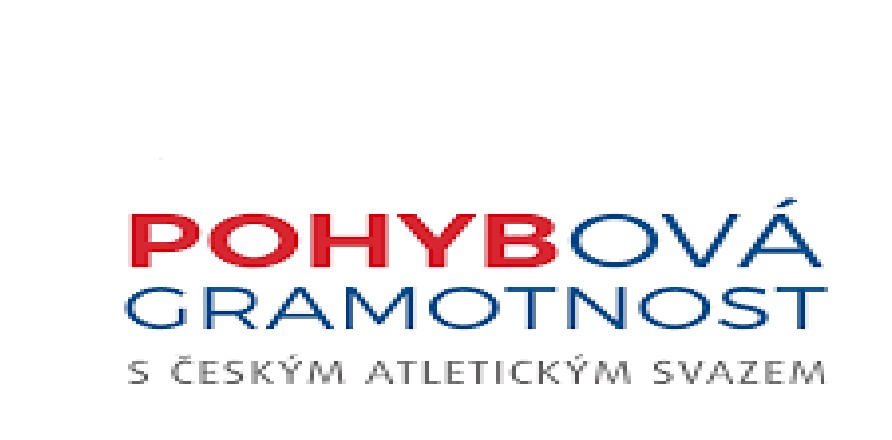 POHYBOVÁ
GRAMOTNOST
S ČESKÝM ATLETICKÝM SVAZEM